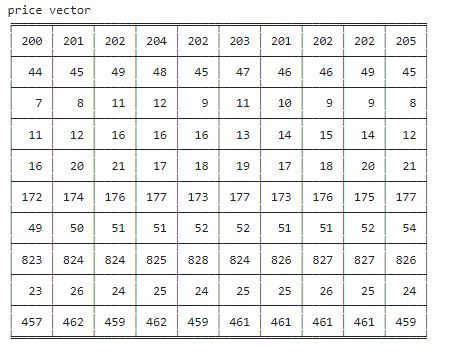 price vector
200 201 202 204 202 203 201 202 202 205
44 45 49 48 45 47 46 46 49 45
7 8 11 12 9 11 10 9 9 8
11 12 16 16 16 13 14 15 14 12
16 20 21 17 18 19 17 18 20 21
172 174 176 177 173 177 173 176 175 177
49 50 51 51 52 52 51 51 52 54
823 824 824 825 828 824 826 827 827 826
23 26 24 25 24 25 25 26 25 24
457 462 459 462 459 461 461 461 461 459